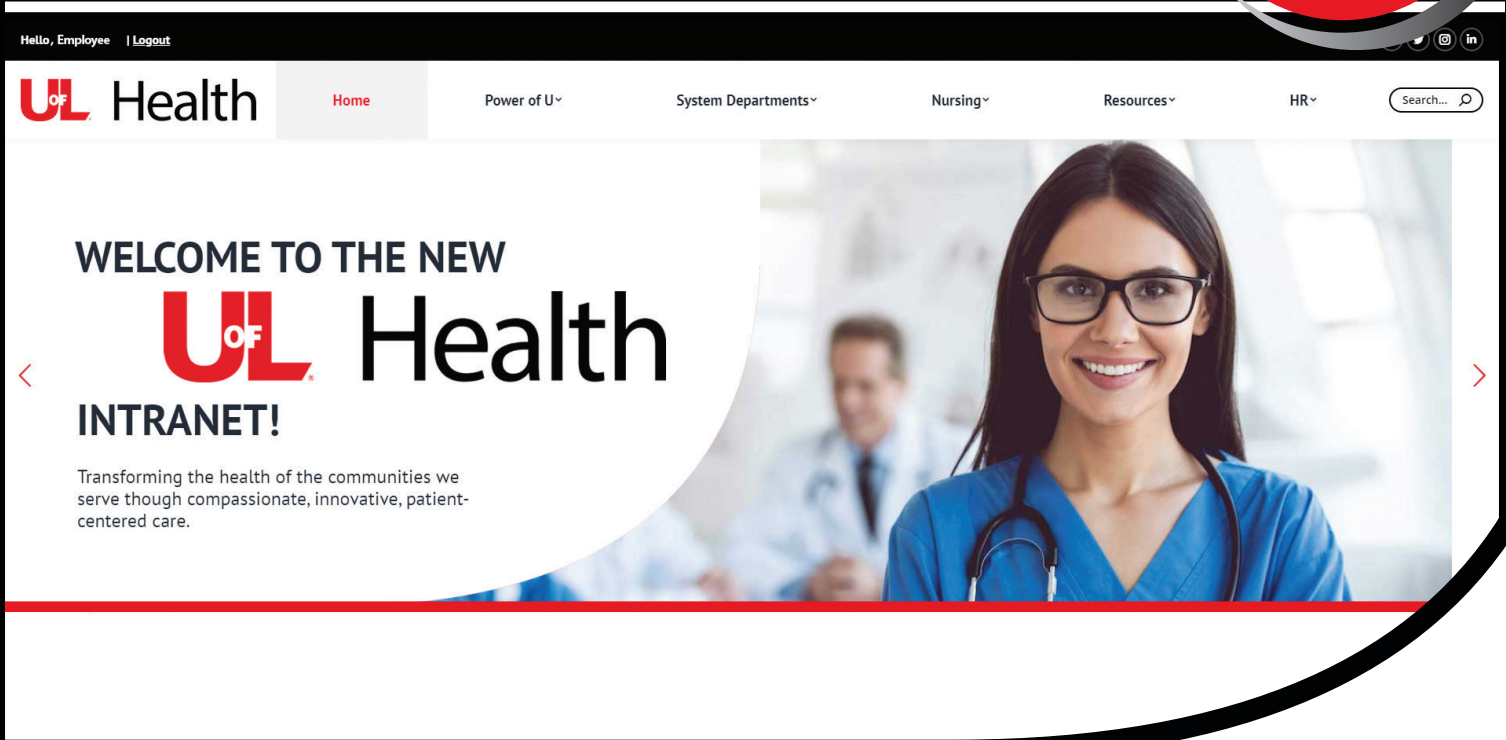 Hello, Employee | Logout
UOFL Health
Home Power of U System Departments Nursing Resources HR Search...
WELCOME TO THE NEW
UOFL® Health
INTRANET!
Transforming the health of the communities we
serve though compassionate, innovative, patient-
centered care.